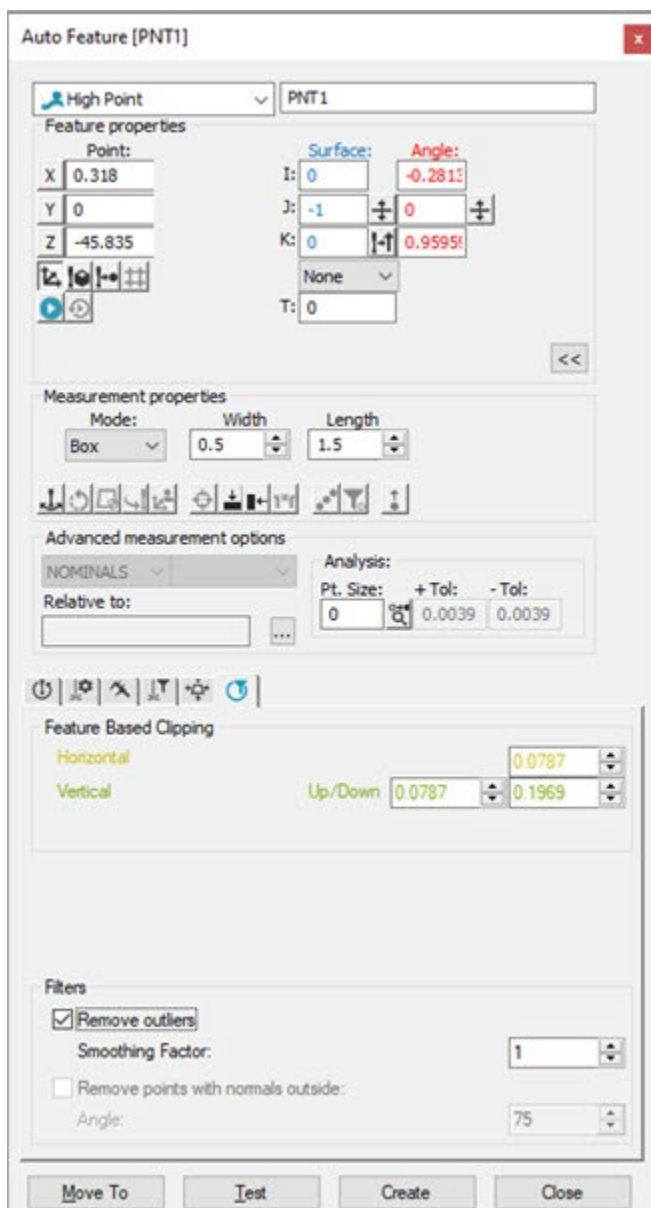 Auto Feature [PNT1]
x
High Point PNT1
Feature properties
Point: Surface: Angle:
X 0.318 I: 0 -0.281
Y 0 J: -1 0
Z -45.835 K: 0 0.9595
None
T: 0
<<
Measurement properties
Mode: Width Length
Box 0.5 1.5
Advanced measurement options
NOMINALS
Analysis:
Relative to: Pt. Size: + Tol: - Tol:
0 0.0039 0.0039
...
Feature Based Clipping
Horizontal 0.0787
Vertical Up/Down 0.0787 0.1969
Filters
Remove outliers
Smoothing Factor: 1
Remove points with normals outside:
Angle: 75
Move To Test Create Close